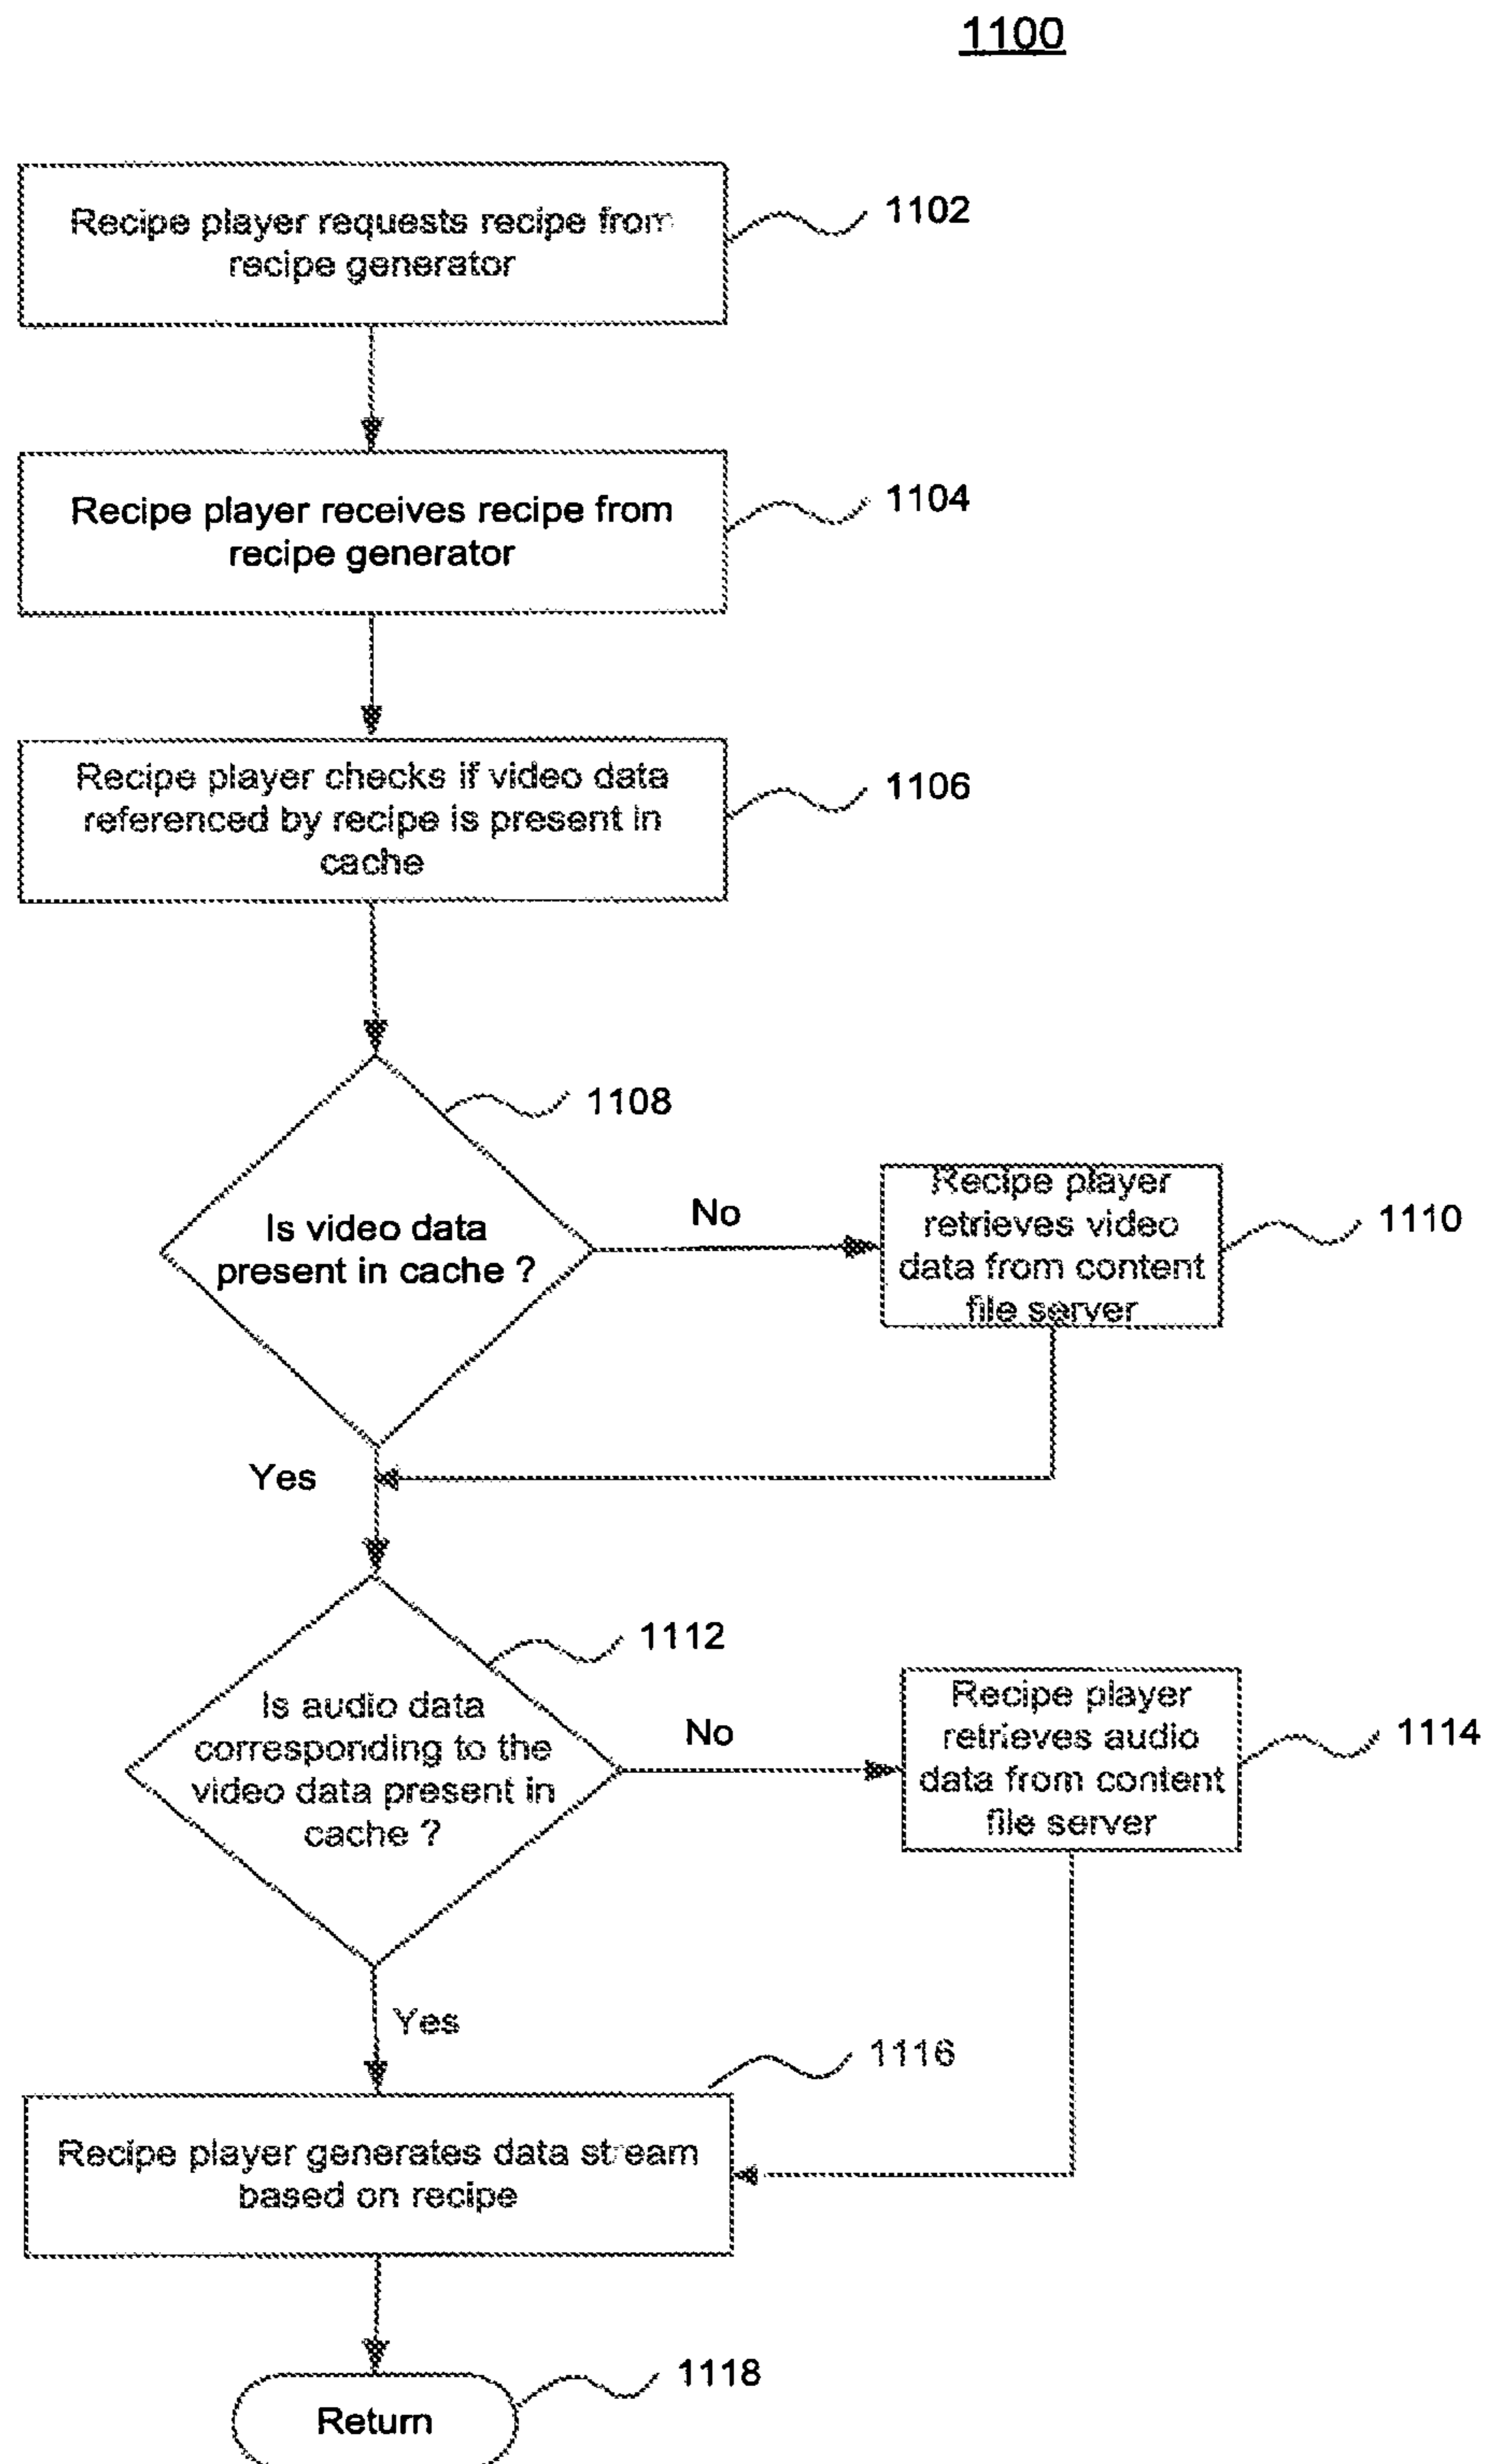 1100
Recipe player requests recipe from
recipe generator
1102
Recipe player receives recipe from
recipe generator
1104
Recipe player checks if video data
referenced by recipe is present in
cache
1106
1108
Is video data
present in cache ?
No
Recipe player
retrieves video
data from content
file server
1110
Yes
1112
Is audio data
corresponding to the
video data present in
cache ?
No
Recipe player
retrieves audio
data from content
file server
1114
Yes
1116
Recipe player generates data stream
based on recipe
1118
Return